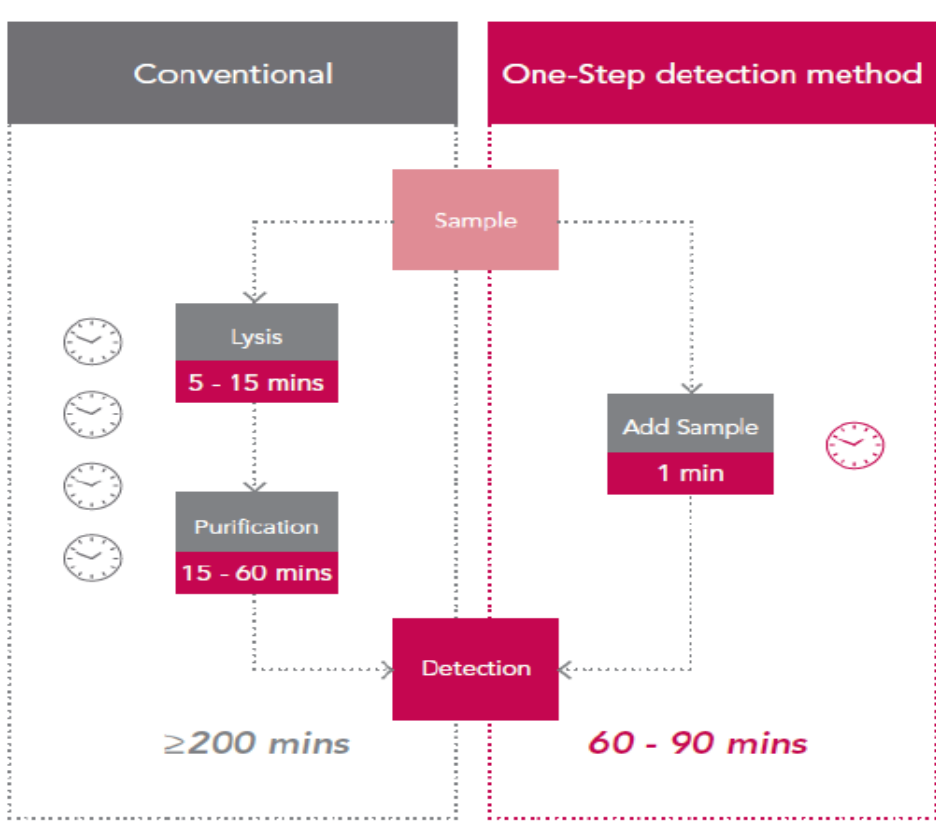 Conventional
One-Step detection method
Sample
Lysis
5 - 15 mins
Add Sample
1 min
Purification
15 - 60 mins
Detection
≥200 mins
60 - 90 mins